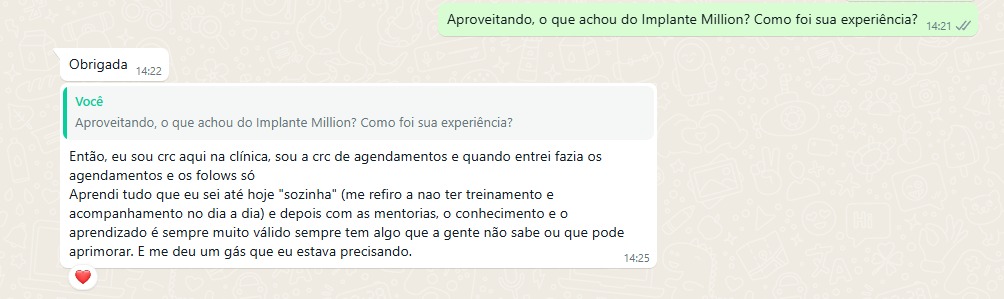 Aproveitando, o que achou do Implante Million? Como foi sua experiência?
14:21
Obrigada
14:22
Você
Aproveitando, o que achou do Implante Million? Como foi sua experiência?
Então, eu sou crc aqui na clínica, sou a crc de agendamentos e quando entrei fazia os
agendamentos e os folows só
Aprendi tudo que eu sei até hoje "sozinha" (me refiro a nao ter treinamento e
acompanhamento no dia a dia) e depois com as mentorias, o conhecimento e o
aprendizado é sempre muito válido sempre tem algo que a gente não sabe ou que pode
aprimorar. E me deu um gás que eu estava precisando.
14:25